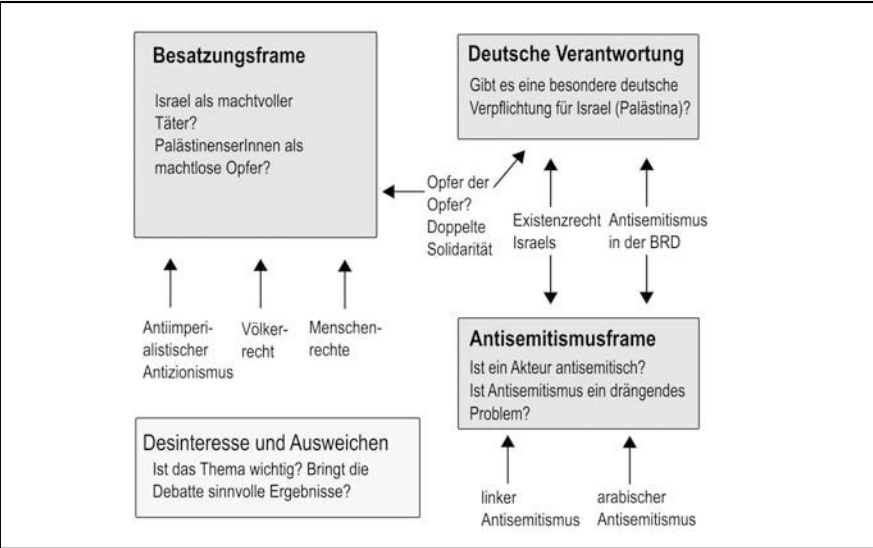 Besatzungsframe
Israel als machtvoller
Täter?
PalästinenserInnen als
machtlose Opfer?
Deutsche Verantwortung
Gibt es eine besondere deutsche
Verpflichtung für Israel (Palästina)?
Opfer der
Opfer?
Doppelte
Solidarität
Existenzrecht
Israels
Antisemitismus
in der BRD
Antiimperi-
alistischer
Antizionismus
Völker-
recht
Menschen-
rechte
Antisemitismusframe
Ist ein Akteur antisemitisch?
Ist Antisemitismus ein drängendes
Problem?
Desinteresse und Ausweichen
Ist das Thema wichtig? Bringt die
Debatte sinnvolle Ergebnisse?
linker
Antisemitismus
arabischer
Antisemitismus